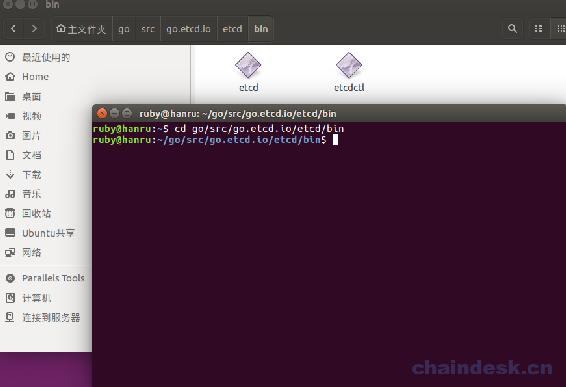 bin
主文件夹 go src go.etcd.io etcd bin
最近使用的
Home
桌面
视频
图片
文档
下载
音乐
回收站
Ubuntu共享
网络
Parallels Tools
计算机
连接到服务器
etcd etcdctl
ruby@hanru: ~/go/src/go.etcd.io/etcd/bin
ruby@hanru:~$ cd go/src/go.etcd.io/etcd/bin
ruby@hanru:~/go/src/go.etcd.io/etcd/bin$
chaindesk.cn